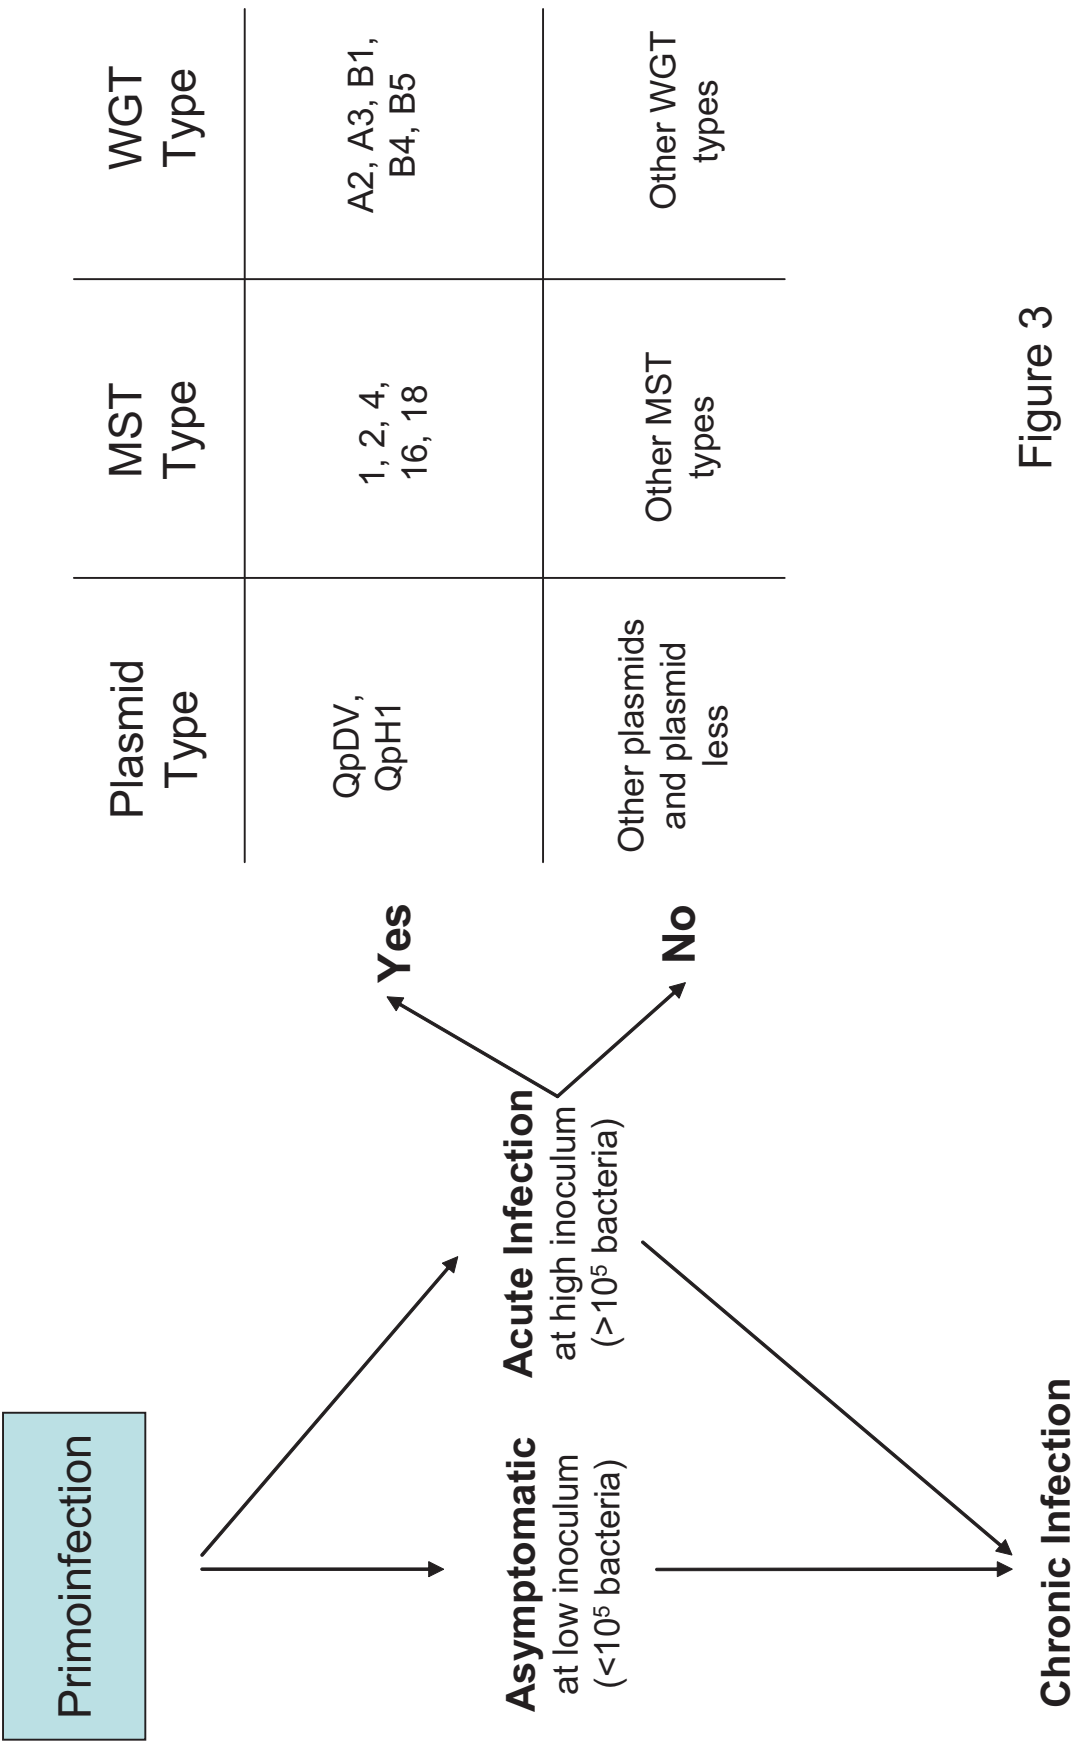 Primoinfection
Asymptomatic
at low inoculum
(<10⁵ bacteria)
Acute Infection
at high inoculum
(>10⁵ bacteria)
Chronic Infection
Yes
No
Plasmid
Type
MST
Type
WGT
Type
QpDV,
QpH1
1, 2, 4,
16, 18
A2, A3, B1,
B4, B5
Other plasmids
and plasmid
less
Other MST
types
Other WGT
types
Figure 3